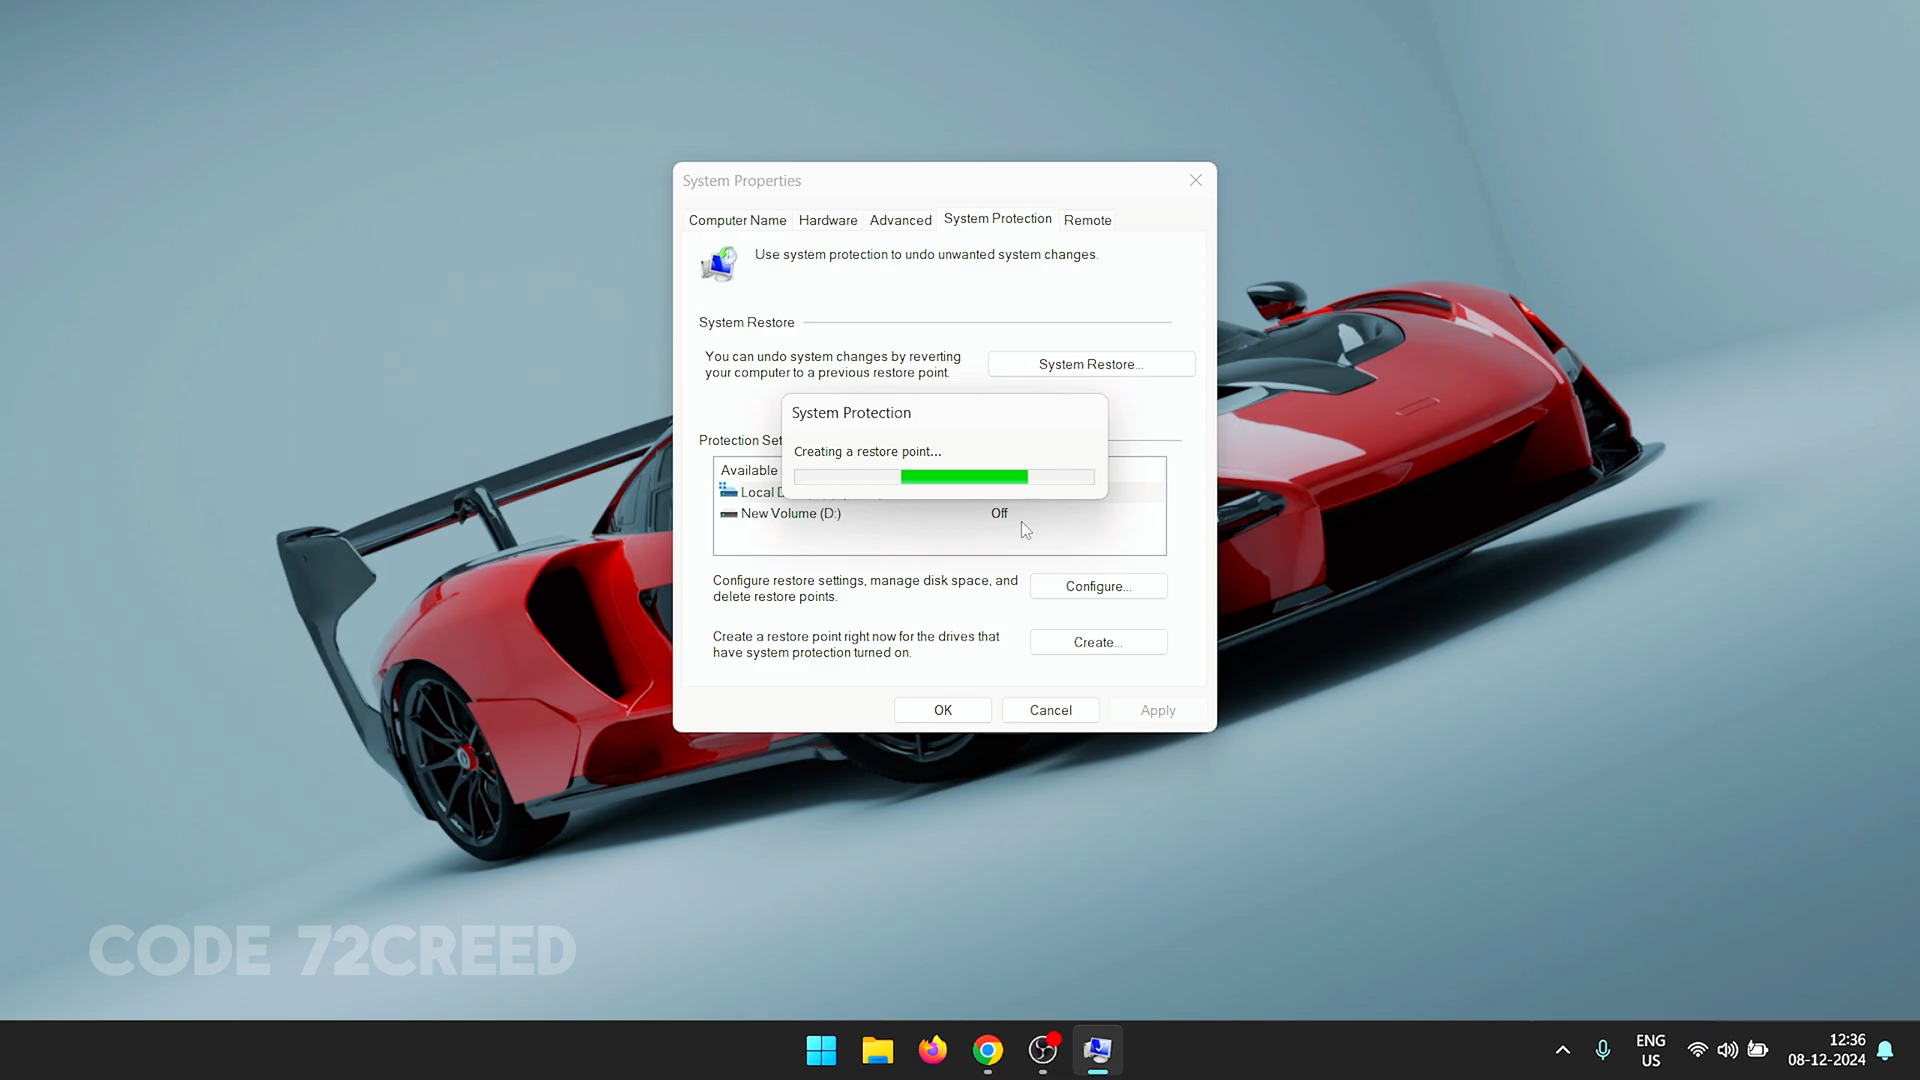 System Properties
Computer Name Hardware Advanced System Protection Remote
Use system protection to undo unwanted system changes.
System Restore
You can undo system changes by reverting
your computer to a previous restore point.
System Restore...
System Protection
Creating a restore point...
Protection Set
Available
Local D
New Volume (D:) Off
Configure restore settings, manage disk space, and
delete restore points.
Configure...
Create a restore point right now for the drives that
have system protection turned on.
Create...
OK Cancel Apply
CODE 72CREED
ENG
US
12:36
08-12-2024